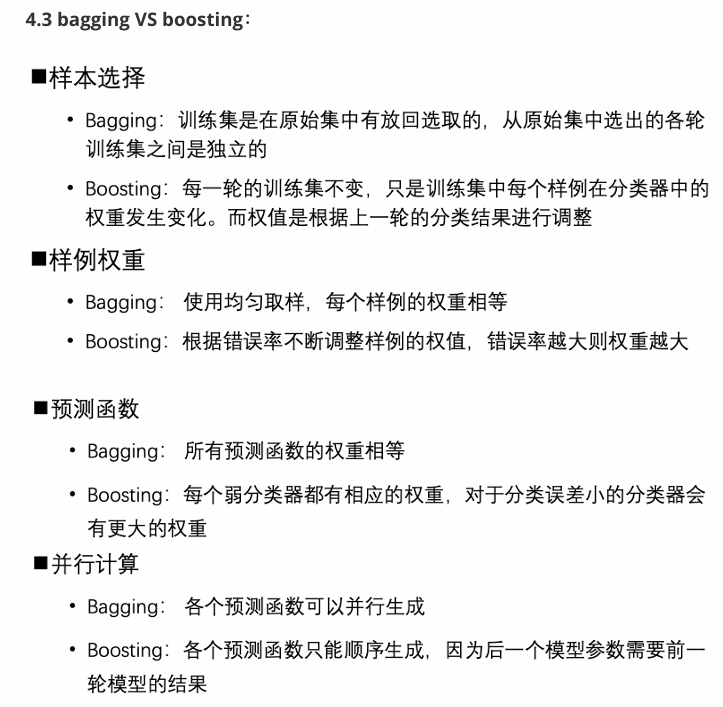 4.3 bagging VS boosting：
■样本选择
• Bagging：训练集是在原始集中有放回选取的，从原始集中选出的各轮
训练集之间是独立的
• Boosting：每一轮的训练集不变，只是训练集中每个样例在分类器中的
权重发生变化。而权值是根据上一轮的分类结果进行调整
■样例权重
• Bagging： 使用均匀取样，每个样例的权重相等
• Boosting：根据错误率不断调整样例的权值，错误率越大则权重越大
■预测函数
• Bagging： 所有预测函数的权重相等
• Boosting：每个弱分类器都有相应的权重，对于分类误差小的分类器会
有更大的权重
■并行计算
• Bagging： 各个预测函数可以并行生成
• Boosting：各个预测函数只能顺序生成，因为后一个模型参数需要前一
轮模型的结果